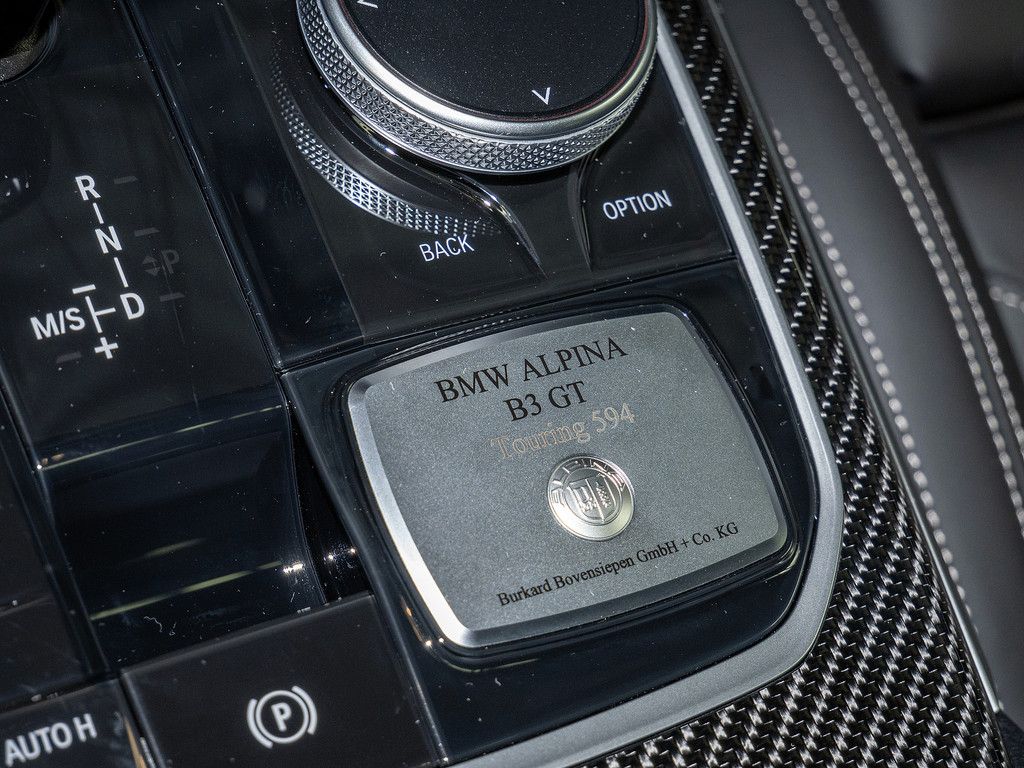 R
N
P
M/S
D
+
BACK
OPTION
BMW ALPINA
B3 GT
Touring 594
Burkard Bovensiepen GmbH + Co. KG
(P)
AUTO H